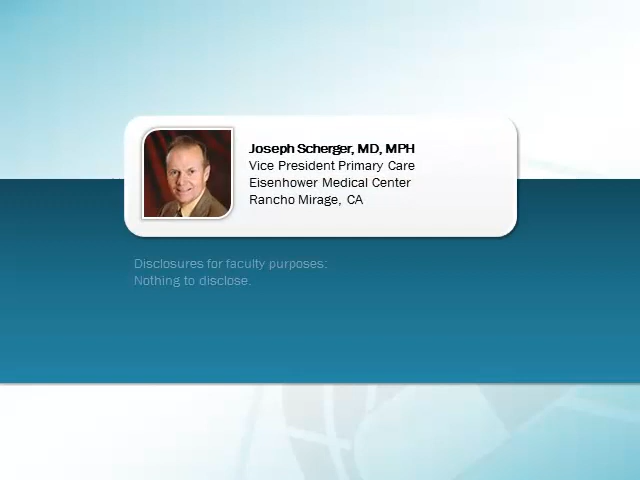 Joseph Scherger, MD, MPH
Vice President Primary Care
Eisenhower Medical Center
Rancho Mirage, CA
Disclosures for faculty purposes:
Nothing to disclose.